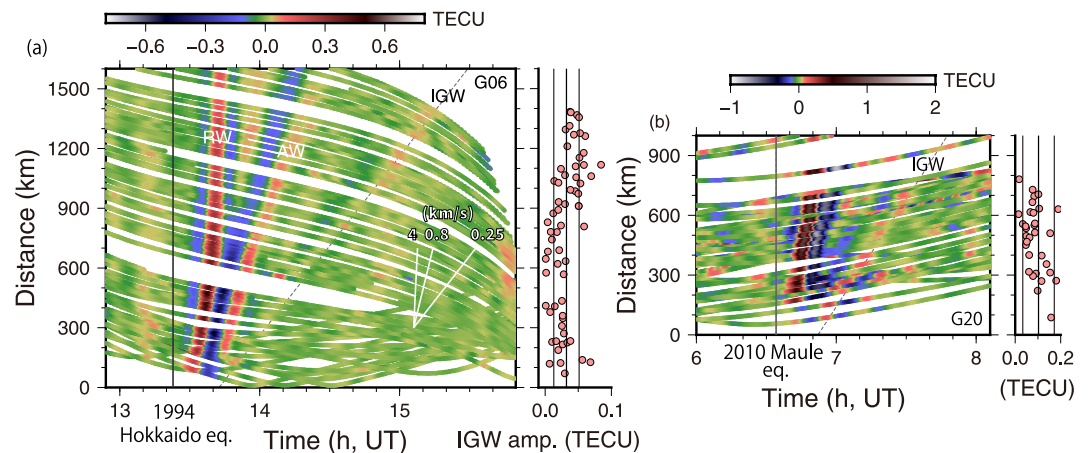 TECU
(a)
−0.6 −0.3 0.0 0.3 0.6
1500
1200
900
600
300
0
Distance (km)
IGW
G06
RW
AW
(km/s)
4 0.8 0.25
13 14 15
1994
Hokkaido eq.
Time (h, UT)
0.0 0.1
IGW amp. (TECU)
TECU
−1 0 1 2
(b)
900
600
300
0
Distance (km)
IGW
G20
6 7 8
2010 Maule
eq.
Time (h, UT)
0.0 0.2
(TECU)